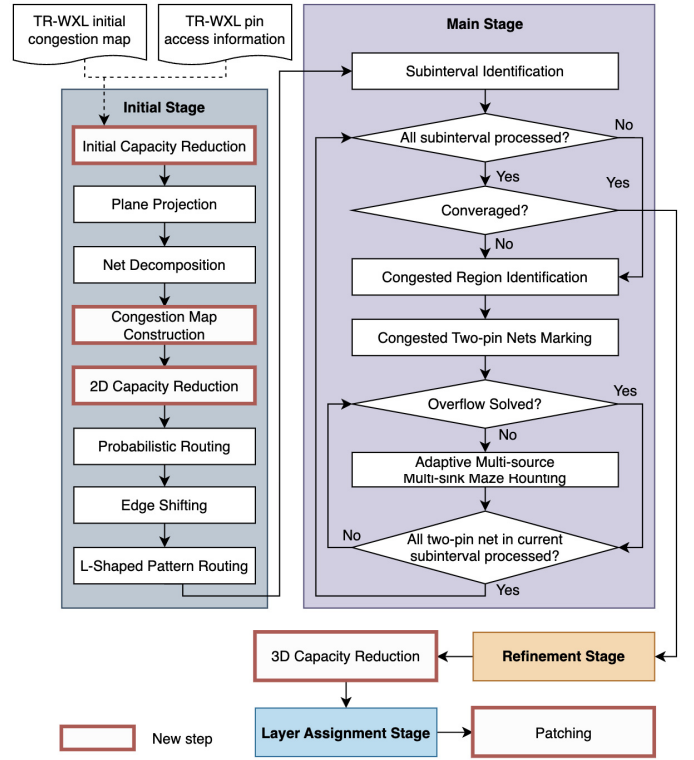 TR-WXL initial
congestion map
TR-WXL pin
access information
Initial Stage
Initial Capacity Reduction
Plane Projection
Net Decomposition
Congestion Map
Construction
2D Capacity Reduction
Probabilistic Routing
Edge Shifting
L-Shaped Pattern Routing
Main Stage
Subinterval Identification
All subinterval processed?
No
Yes
Yes
Converaged?
No
Congested Region Identification
Congested Two-pin Nets Marking
Overflow Solved?
Yes
No
Adaptive Multi-source
Multi-sink Maze Rounting
All two-pin net in current
subinterval processed?
No
Yes
3D Capacity Reduction
Refinement Stage
Layer Assignment Stage
Patching
New step